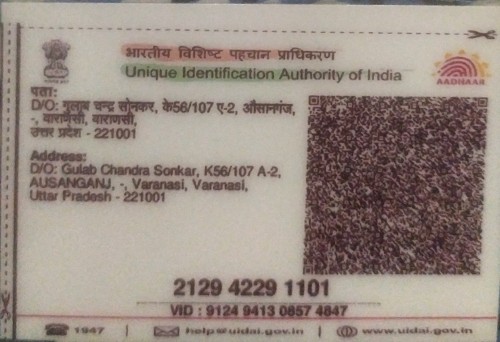 भारतीय विशिष्ट पहचान प्राधिकरण
Unique Identification Authority of India
AADHAAR
पता:
D/O: गुलाब चन्द्र सोनकर, के56/107 ए-2, औसानगंज,
-, वाराणसी, वाराणसी,
उत्तर प्रदेश - 221001
Address:
D/O: Gulab Chandra Sonkar, K56/107 A-2,
AUSANGANJ, -, Varanasi, Varanasi,
Uttar Pradesh - 221001
2129 4229 1101
VID : 9124 9413 0857 4847
1947 | help@uidai.gov.in | www.uidai.gov.in